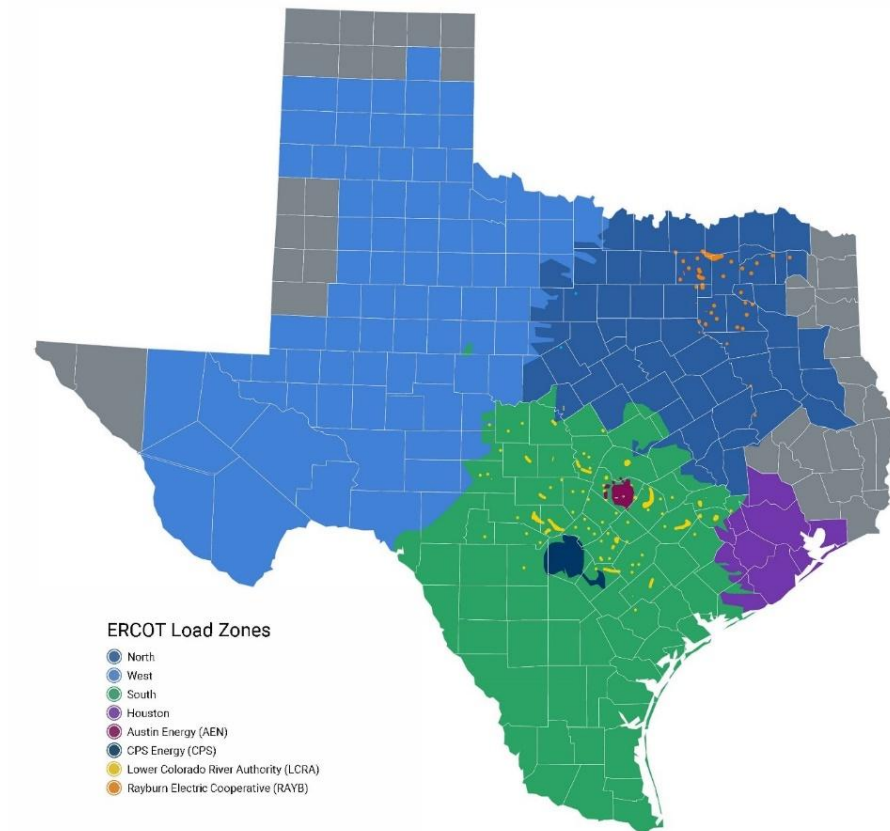 ERCOT Load Zones
North
West
South
Houston
Austin Energy (AEN)
CPS Energy (CPS)
Lower Colorado River Authority (LCRA)
Rayburn Electric Cooperative (RAYB)